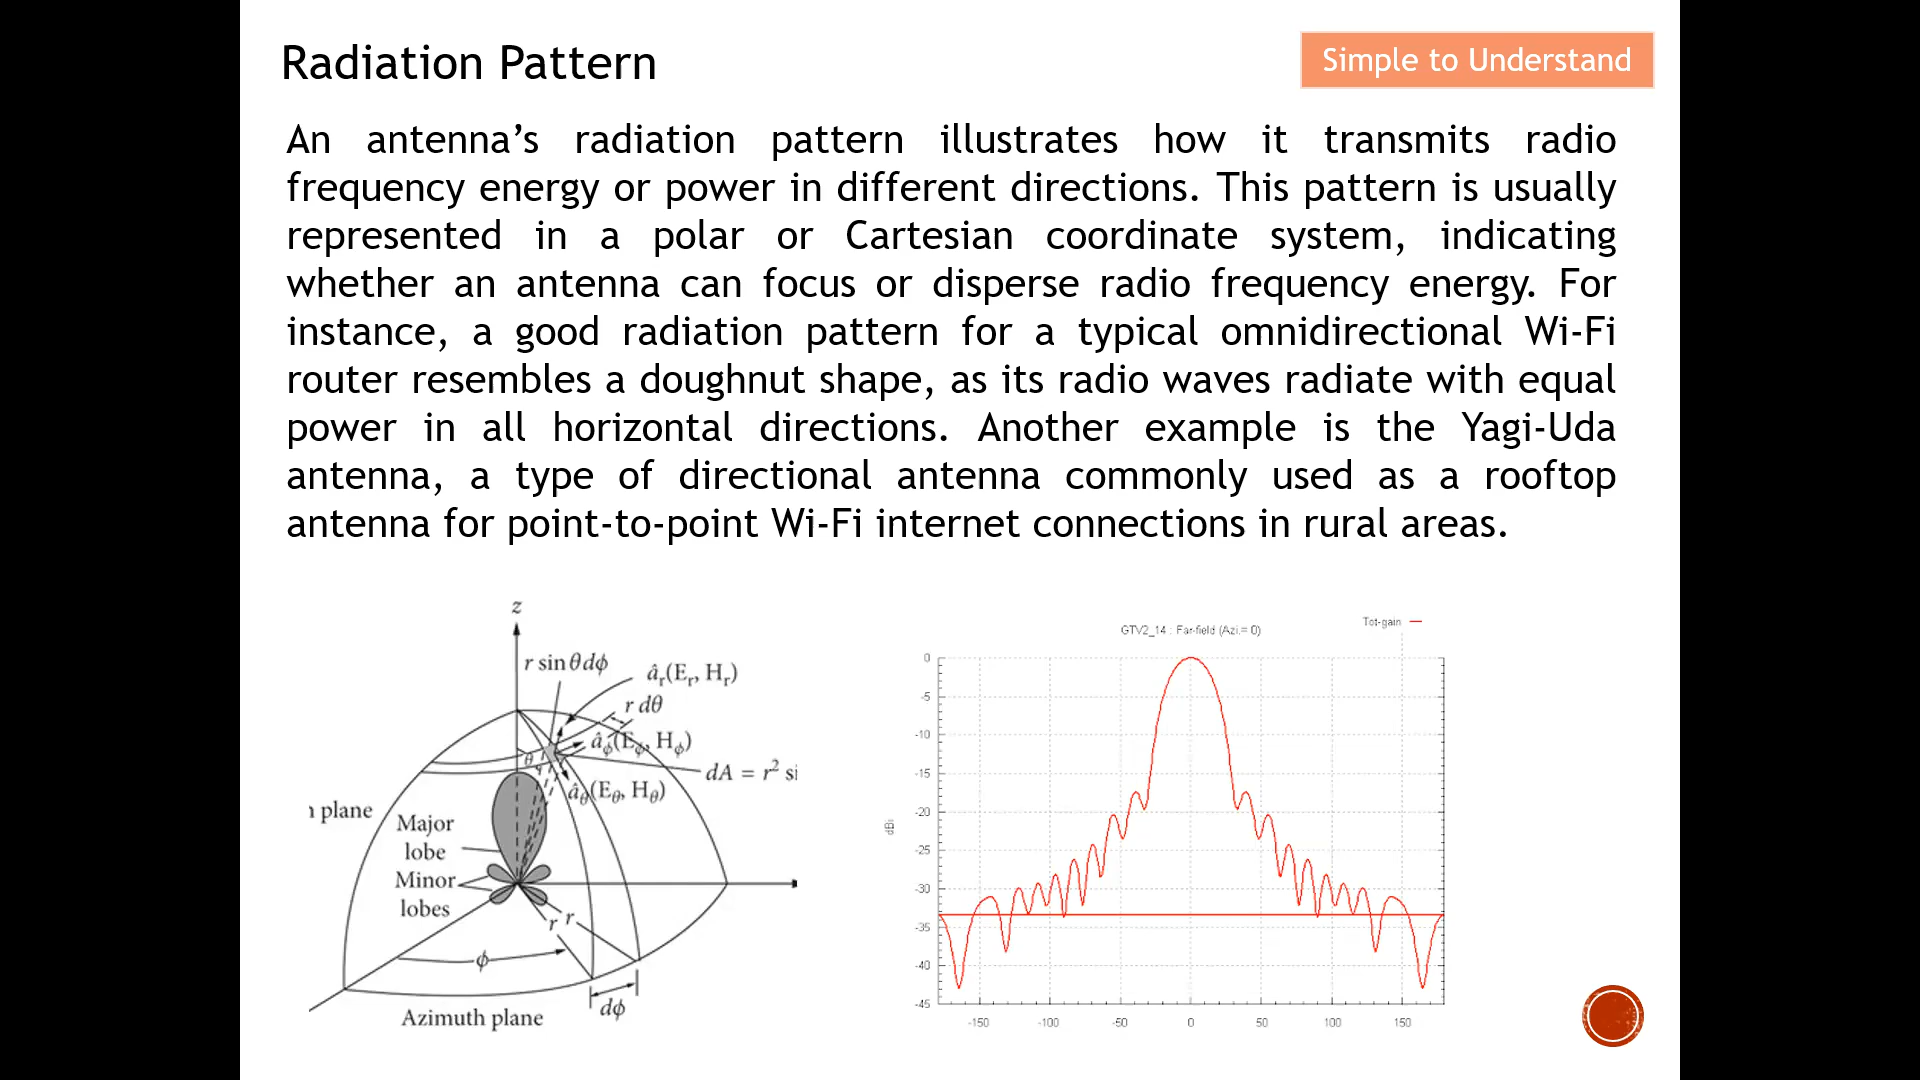 Radiation Pattern
Simple to Understand
An antenna’s radiation pattern illustrates how it transmits radio
frequency energy or power in different directions. This pattern is usually
represented in a polar or Cartesian coordinate system, indicating
whether an antenna can focus or disperse radio frequency energy. For
instance, a good radiation pattern for a typical omnidirectional Wi-Fi
router resembles a doughnut shape, as its radio waves radiate with equal
power in all horizontal directions. Another example is the Yagi-Uda
antenna, a type of directional antenna commonly used as a rooftop
antenna for point-to-point Wi-Fi internet connections in rural areas.
z
r sin θ dϕ
âᵣ(Eᵣ, Hᵣ)
r dθ
â_ϕ(E_ϕ, H_ϕ)
θ
dA = r² si
â_θ(E_θ, H_θ)
plane
Major
lobe
Minor
lobes
r
r
ϕ
dϕ
Azimuth plane
GTV2_14 : Far-field (Azi.= 0)
Tot-gain
dBi
0
-5
-10
-15
-20
-25
-30
-35
-40
-45
-150 -100 -50 0 50 100 150